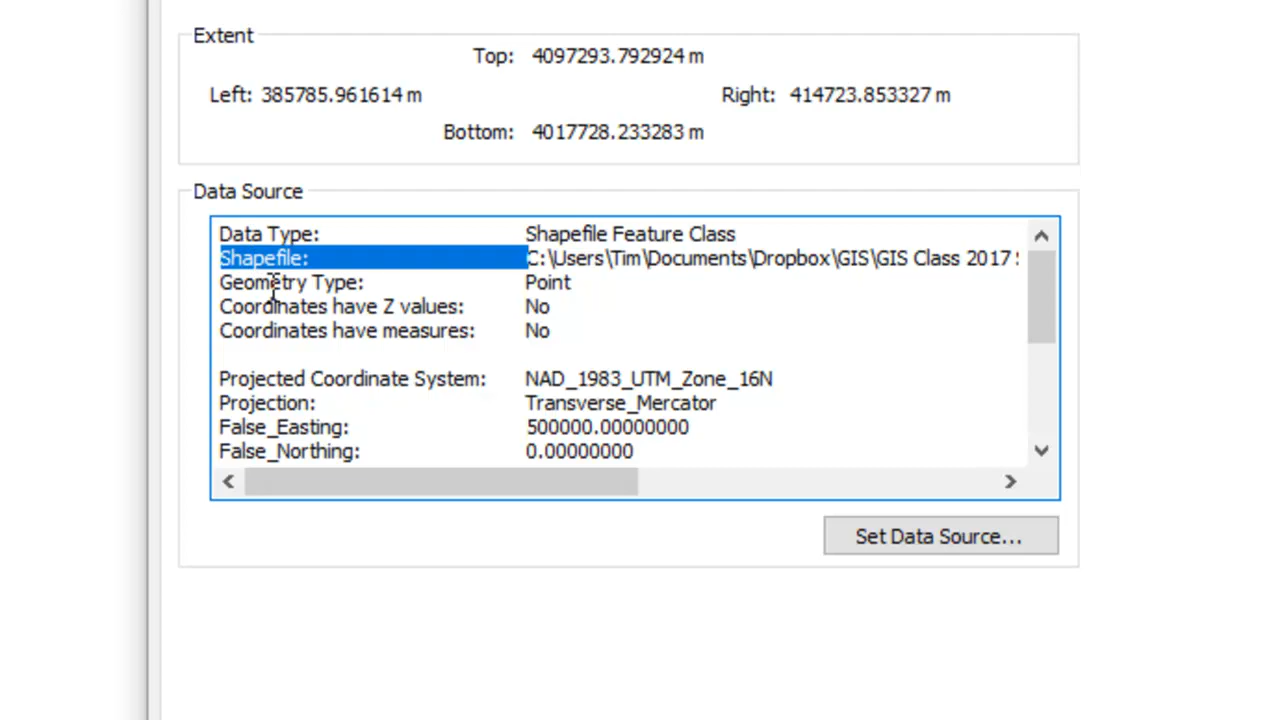 Extent
Top: 4097293.792924 m
Left: 385785.961614 m Right: 414723.853327 m
Bottom: 4017728.233283 m
Data Source
Data Type: Shapefile Feature Class
Shapefile: C:\Users\Tim\Documents\Dropbox\GIS\GIS Class 2017
Geometry Type: Point
Coordinates have Z values: No
Coordinates have measures: No
Projected Coordinate System: NAD_1983_UTM_Zone_16N
Projection: Transverse_Mercator
False_Easting: 500000.00000000
False_Northing: 0.00000000
Set Data Source...